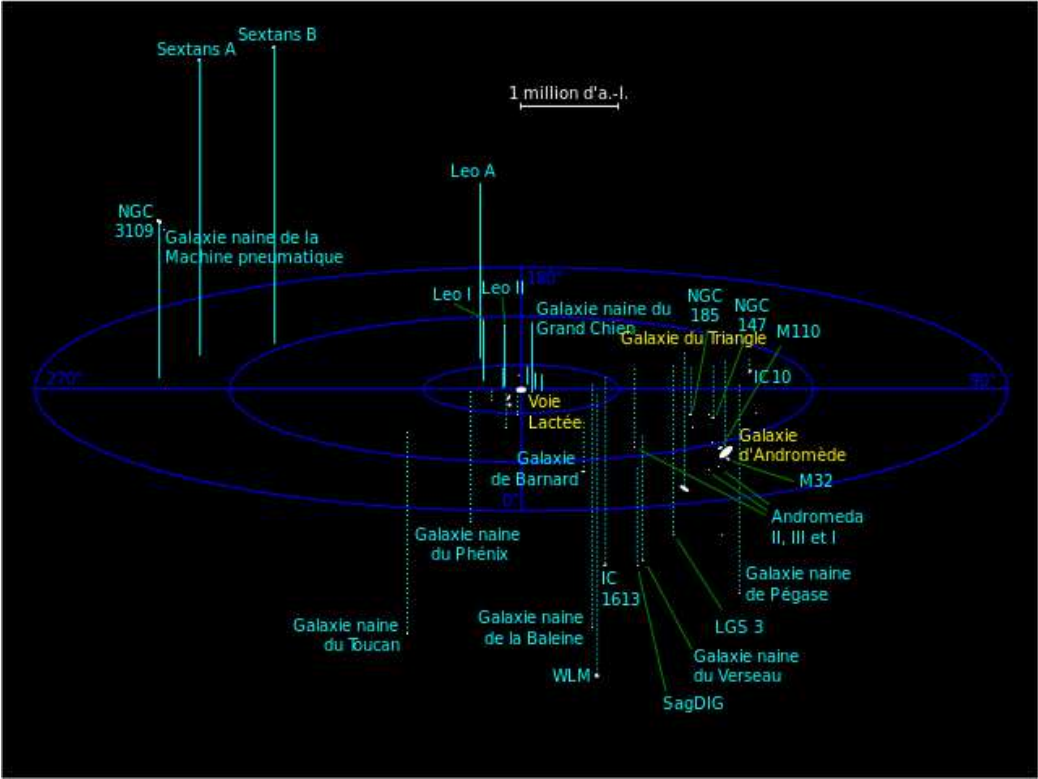 Sextans B
Sextans A
1 million d'a.-l.
Leo A
NGC
3109
Galaxie naine de la
Machine pneumatique
180°
Leo I
Leo II
Galaxie naine du
Grand Chien
NGC
185
NGC
147
Galaxie du Triangle
M110
270°
90°
IC 10
Voie
Lactée
Galaxie
d'Andromède
Galaxie
de Barnard
M32
0°
Andromeda
II, III et I
Galaxie naine
du Phénix
IC
1613
Galaxie naine
de Pégase
Galaxie naine
du Toucan
Galaxie naine
de la Baleine
LGS 3
Galaxie naine
du Verseau
WLM
SagDIG